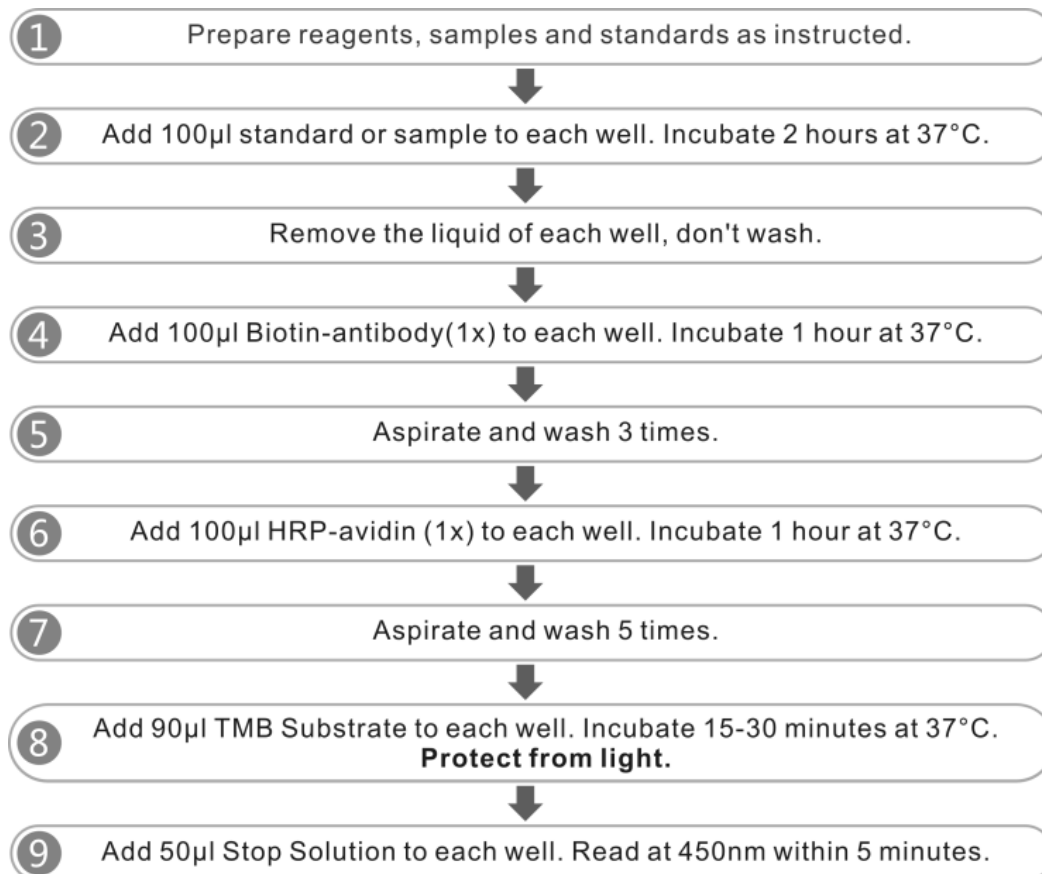 1 Prepare reagents, samples and standards as instructed.
2 Add 100µl standard or sample to each well. Incubate 2 hours at 37°C.
3 Remove the liquid of each well, don't wash.
4 Add 100µl Biotin-antibody(1x) to each well. Incubate 1 hour at 37°C.
5 Aspirate and wash 3 times.
6 Add 100µl HRP-avidin (1x) to each well. Incubate 1 hour at 37°C.
7 Aspirate and wash 5 times.
8 Add 90µl TMB Substrate to each well. Incubate 15-30 minutes at 37°C.
Protect from light.
9 Add 50µl Stop Solution to each well. Read at 450nm within 5 minutes.